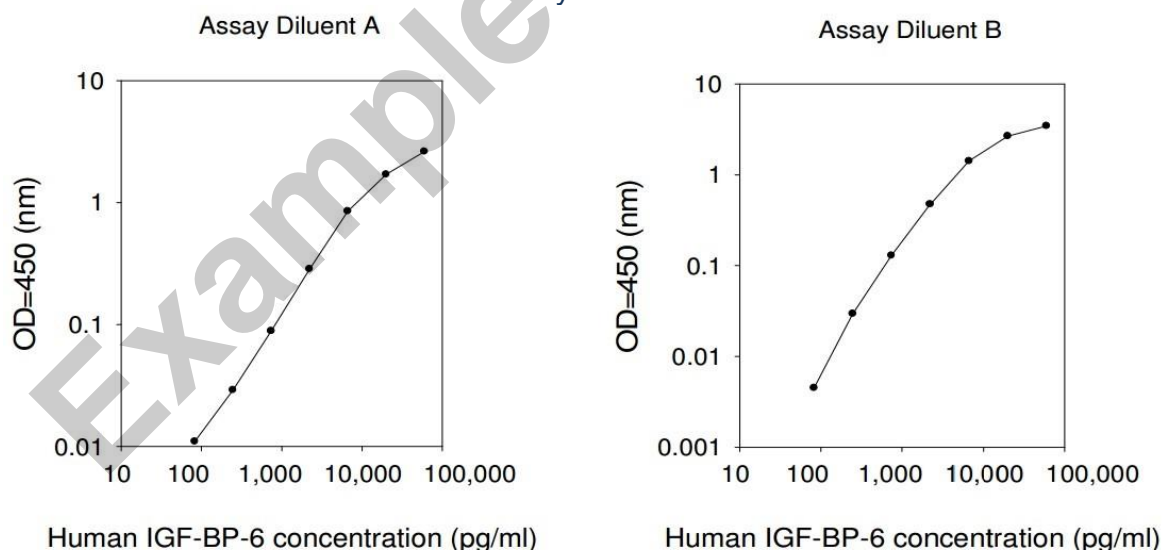 Assay Diluent A
10
1
0.1
0.01
OD=450 (nm)
10 100 1,000 10,000 100,000
Human IGF-BP-6 concentration (pg/ml)
Example
Assay Diluent B
10
1
0.1
0.01
0.001
OD=450 (nm)
10 100 1,000 10,000 100,000
Human IGF-BP-6 concentration (pg/ml)